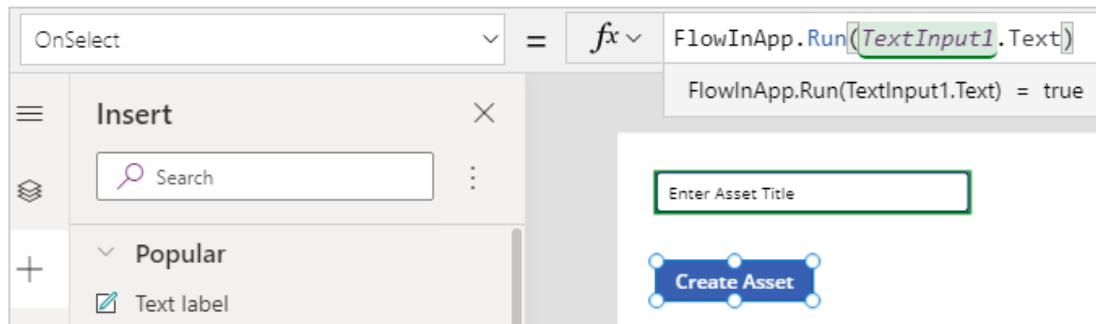 OnSelect = fx FlowInApp.Run(TextInput1.Text)
FlowInApp.Run(TextInput1.Text) = true
Insert
Search
Enter Asset Title
Popular
Create Asset
Text label